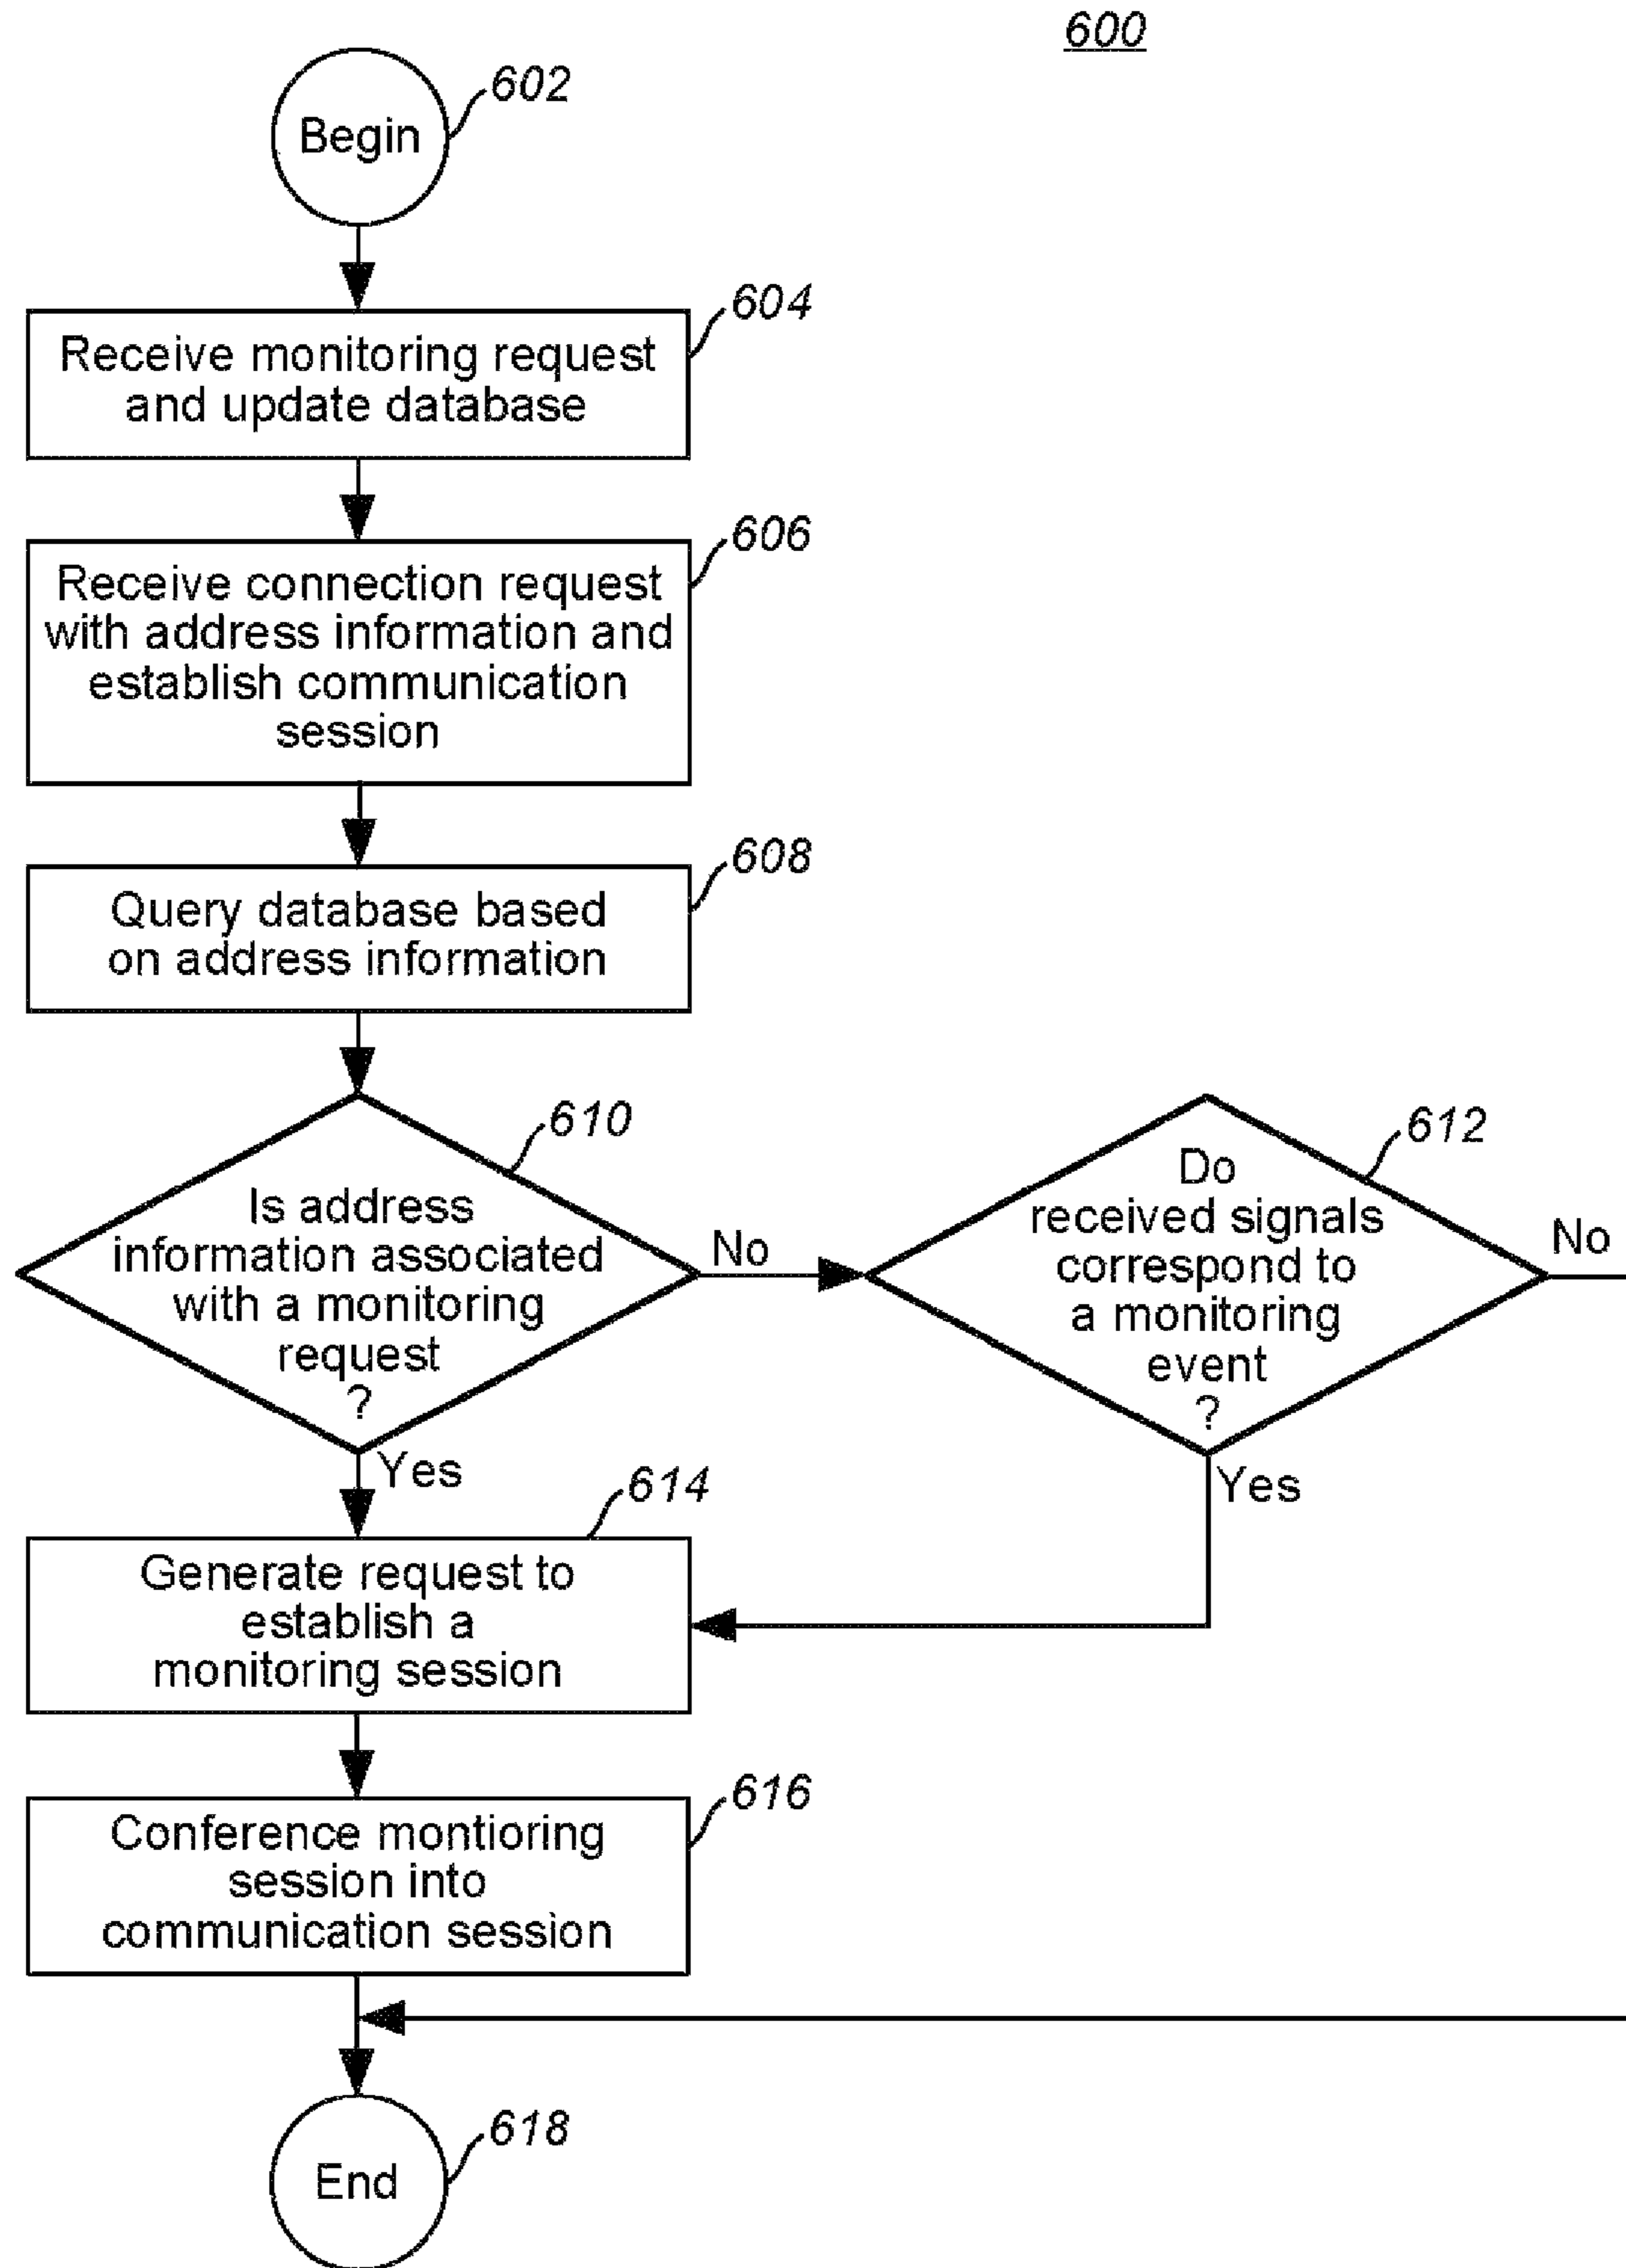 600
602
Begin
604
Receive monitoring request
and update database
606
Receive connection request
with address information and
establish communication
session
608
Query database based
on address information
610
Is address
information associated
with a monitoring
request
?
No
Yes
612
Do
received signals
correspond to
a monitoring
event
?
No
Yes
614
Generate request to
establish a
monitoring session
616
Conference montioring
session into
communication session
618
End